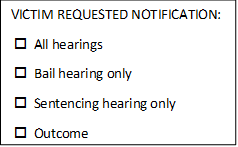 VICTIM REQUESTED NOTIFICATION:
☐ All hearings
☐ Bail hearing only
☐ Sentencing hearing only
☐ Outcome